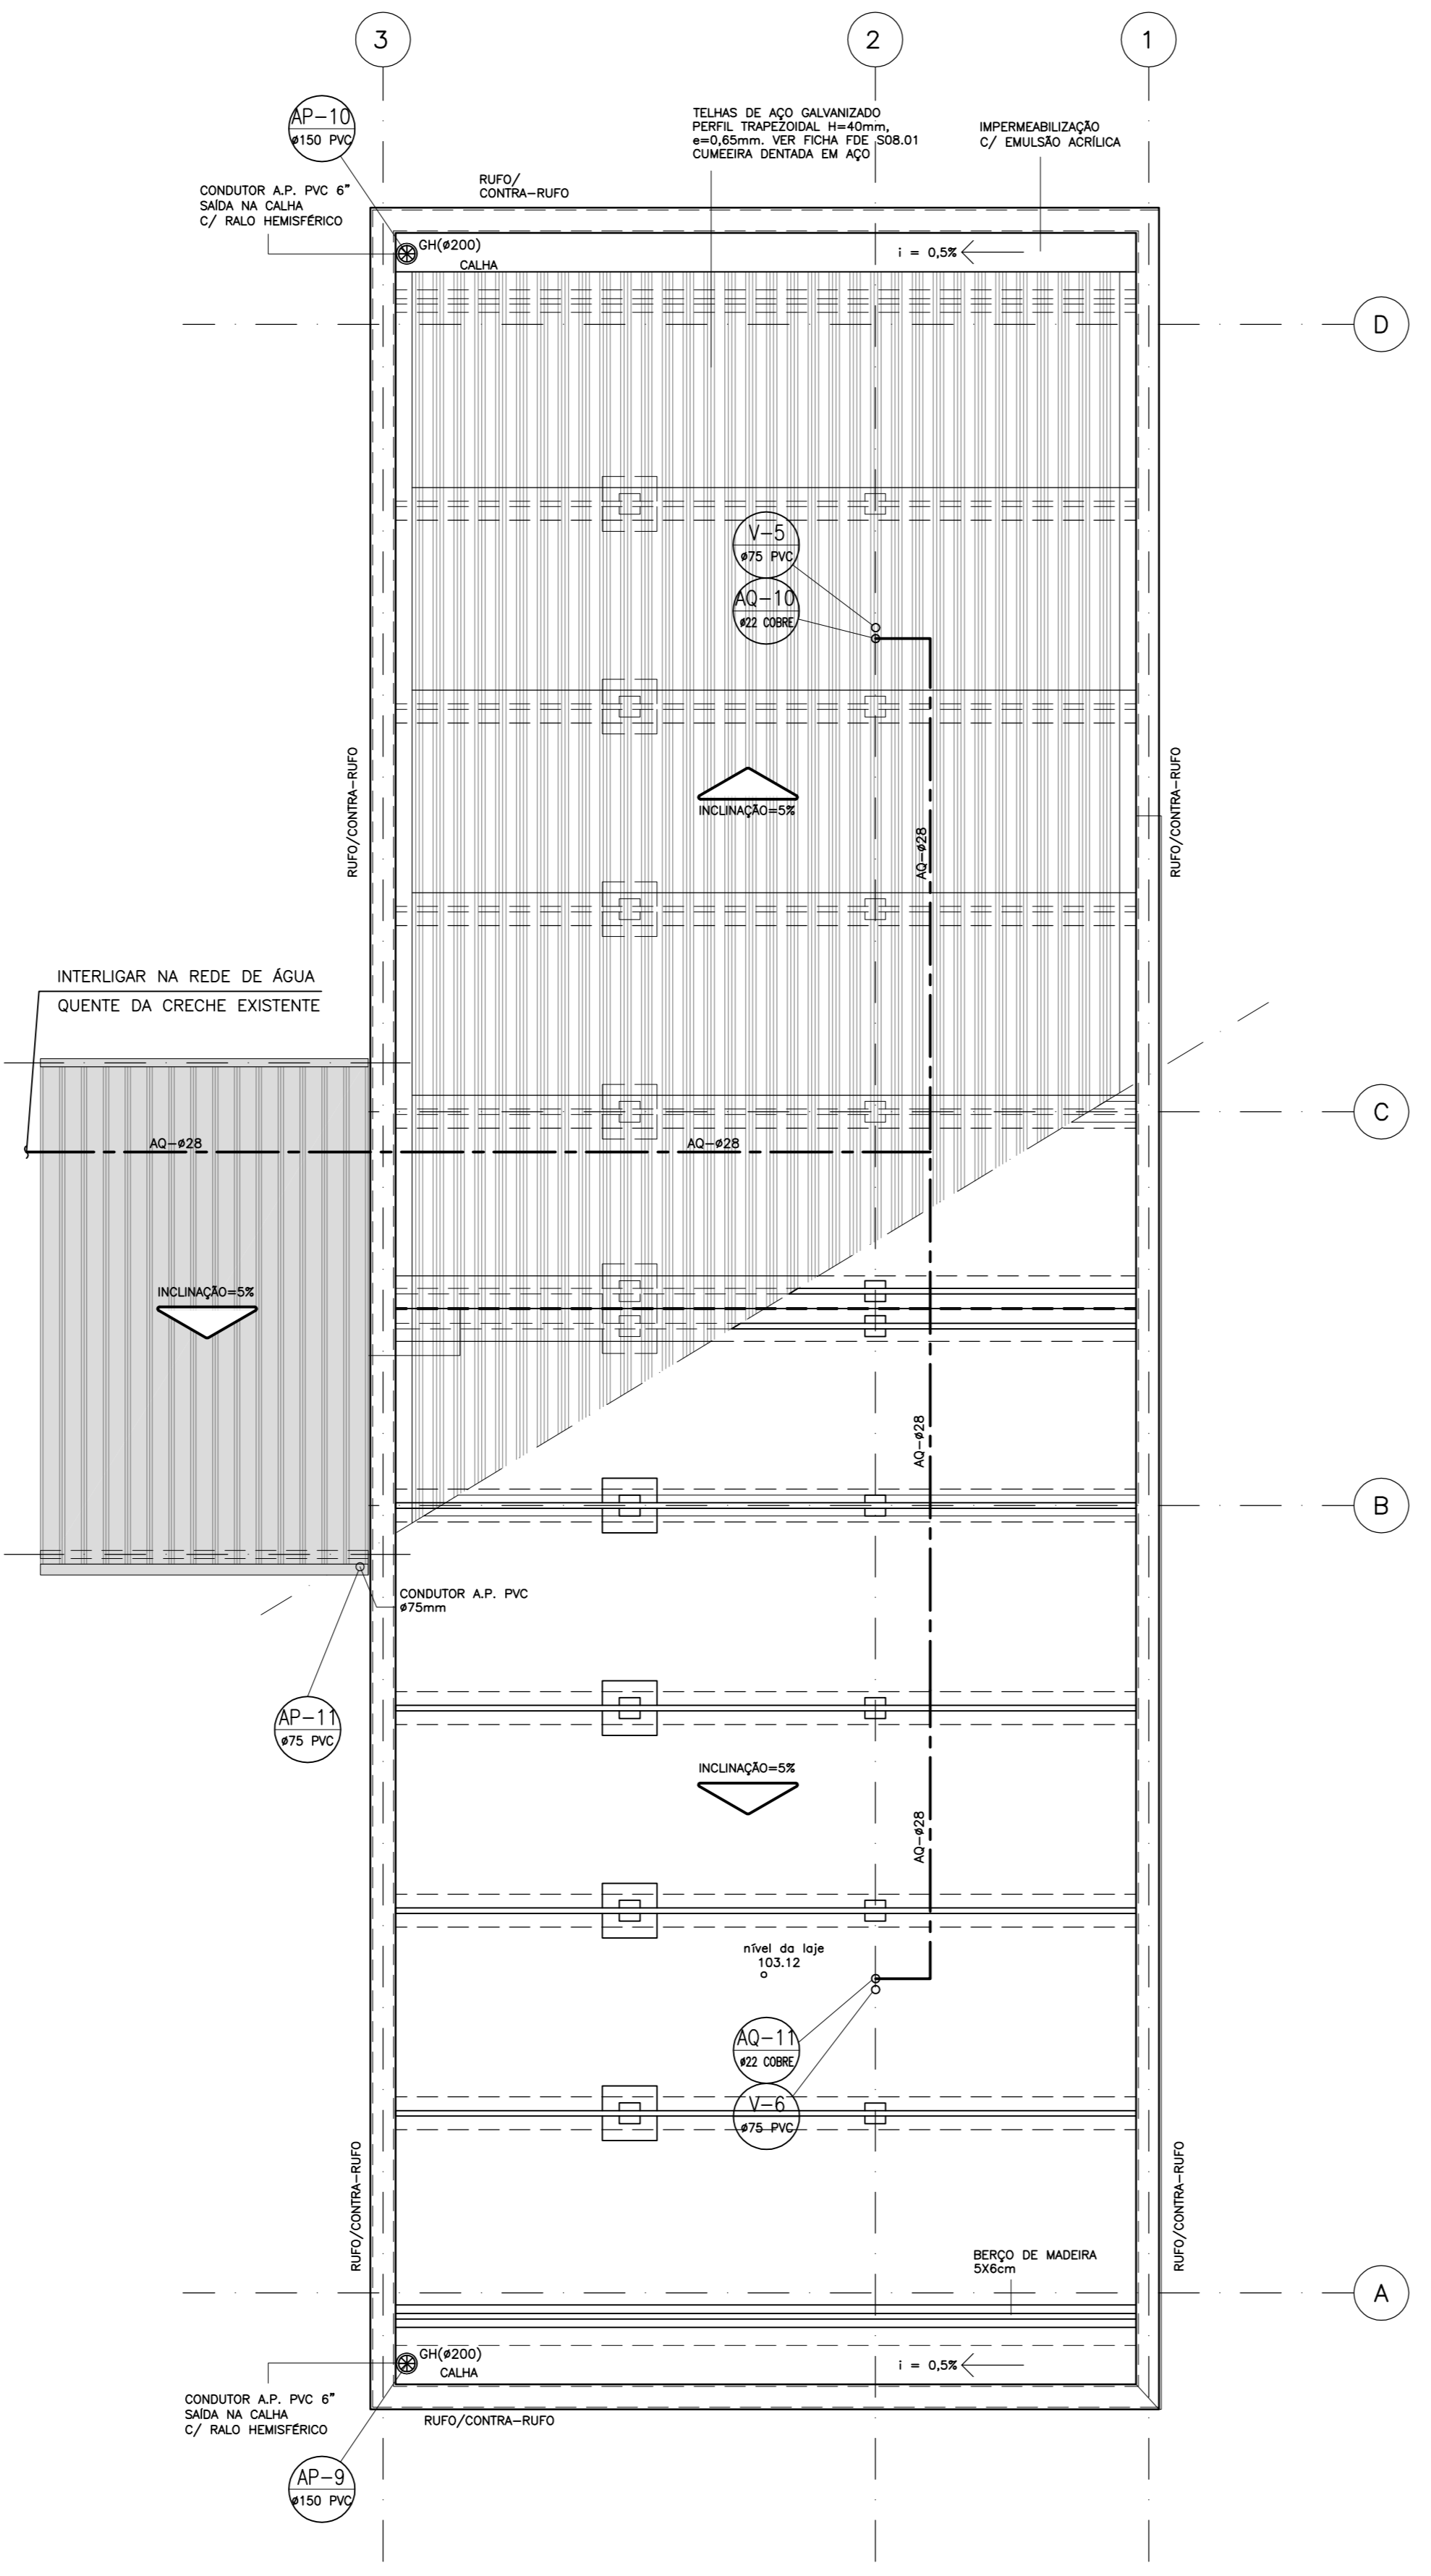 3
2
1
AP-10
ø150 PVC
TELHAS DE AÇO GALVANIZADO
PERFIL TRAPEZOIDAL H=40mm,
e=0,65mm. VER FICHA FDE S08.01
CUMEEIRA DENTADA EM AÇO
IMPERMEABILIZAÇÃO
C/ EMULSÃO ACRÍLICA
CONDUTOR A.P. PVC 6"
SAÍDA NA CALHA
C/ RALO HEMISFÉRICO
RUFO/
CONTRA-RUFO
GH(ø200)
CALHA
i = 0,5%
D
V-5
ø75 PVC
AQ-10
ø22 COBRE
RUFO/CONTRA-RUFO
INCLINAÇÃO=5%
AQ-ø28
RUFO/CONTRA-RUFO
INTERLIGAR NA REDE DE ÁGUA
QUENTE DA CRECHE EXISTENTE
C
AQ-ø28
AQ-ø28
INCLINAÇÃO=5%
AQ-ø28
B
CONDUTOR A.P. PVC
ø75mm
AP-11
ø75 PVC
INCLINAÇÃO=5%
AQ-ø28
nível da laje
103.12
AQ-11
ø22 COBRE
V-6
ø75 PVC
RUFO/CONTRA-RUFO
RUFO/CONTRA-RUFO
BERÇO DE MADEIRA
5X6cm
A
GH(ø200)
CALHA
i = 0,5%
CONDUTOR A.P. PVC 6"
SAÍDA NA CALHA
C/ RALO HEMISFÉRICO
RUFO/CONTRA-RUFO
AP-9
ø150 PVC